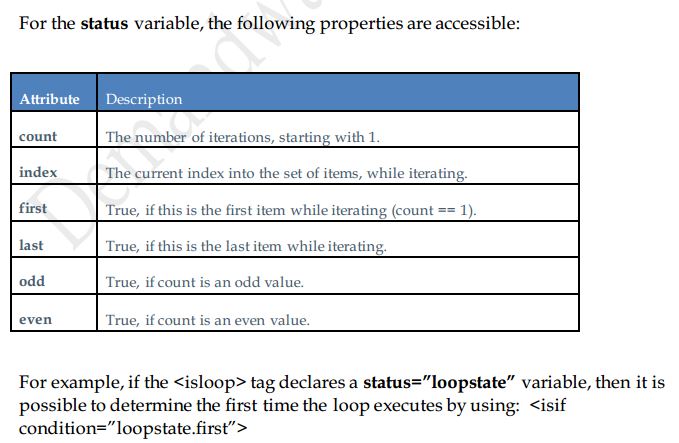 For the status variable, the following properties are accessible:
Attribute Description
count The number of iterations, starting with 1.
index The current index into the set of items, while iterating.
first True, if this is the first item while iterating (count == 1).
last True, if this is the last item while iterating.
odd True, if count is an odd value.
even True, if count is an even value.
For example, if the <isloop> tag declares a status=”loopstate” variable, then it is
possible to determine the first time the loop executes by using: <isif
condition=”loopstate.first”>